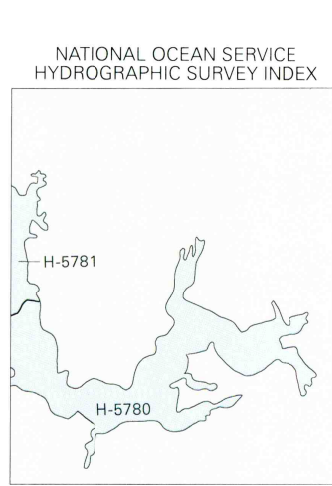 NATIONAL OCEAN SERVICE
HYDROGRAPHIC SURVEY INDEX
H-5781
H-5780